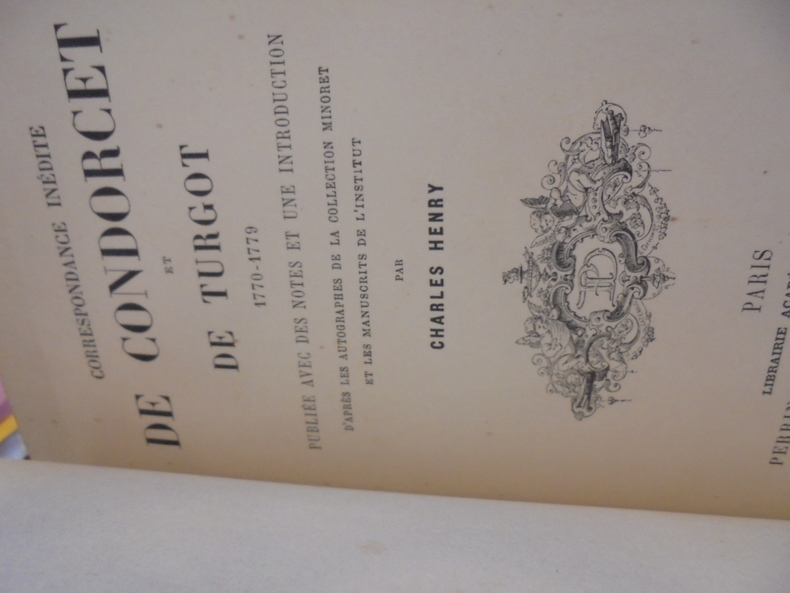 CORRESPONDANCE INÉDITE
DE CONDORCET
ET
DE TURGOT
1770-1779
PUBLIÉE AVEC DES NOTES ET UNE INTRODUCTION
D'APRÈS LES AUTOGRAPHES DE LA COLLECTION MINORET
ET LES MANUSCRITS DE L'INSTITUT
PAR
CHARLES HENRY
PARIS
LIBRAIRIE
PERRIN